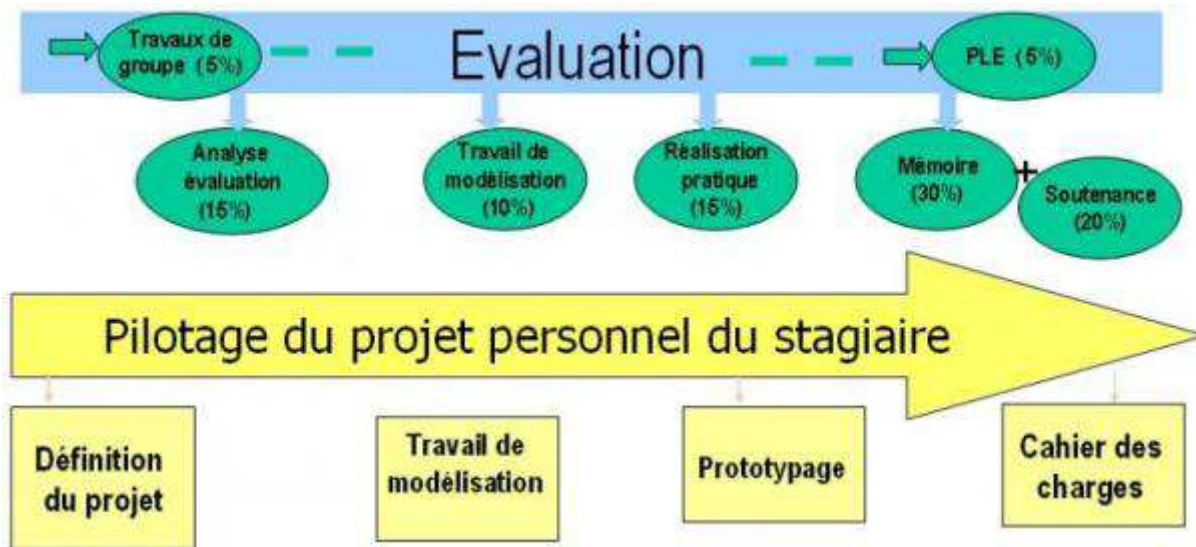 Travaux de
groupe (5%)
Evaluation
PLE (5%)
Analyse
évaluation
(15%)
Travail de
modélisation
(10%)
Réalisation
pratique
(15%)
Mémoire
(30%)
+
Soutenance
(20%)
Pilotage du projet personnel du stagiaire
Définition
du projet
Travail de
modélisation
Prototypage
Cahier des
charges